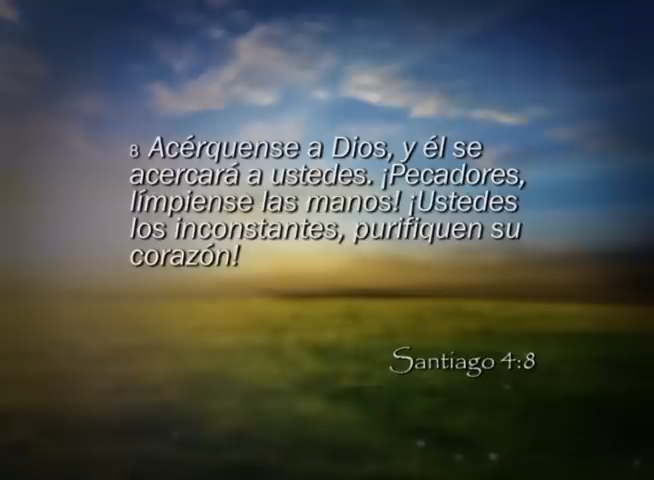 8 Acérquense a Dios, y él se
acercará a ustedes. ¡Pecadores,
límpiense las manos! ¡Ustedes
los inconstantes, purifiquen su
corazón!
Santiago 4:8